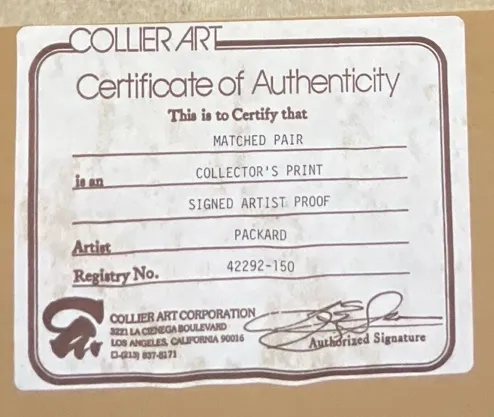 COLLIER ART
Certificate of Authenticity
This is to Certify that
MATCHED PAIR
is an COLLECTOR'S PRINT
SIGNED ARTIST PROOF
Artist PACKARD
Registry No. 42292-150
COLLIER ART CORPORATION
3221 LA CIENEGA BOULEVARD
LOS ANGELES, CALIFORNIA 90016
(213) 837-5171
Authorized Signature